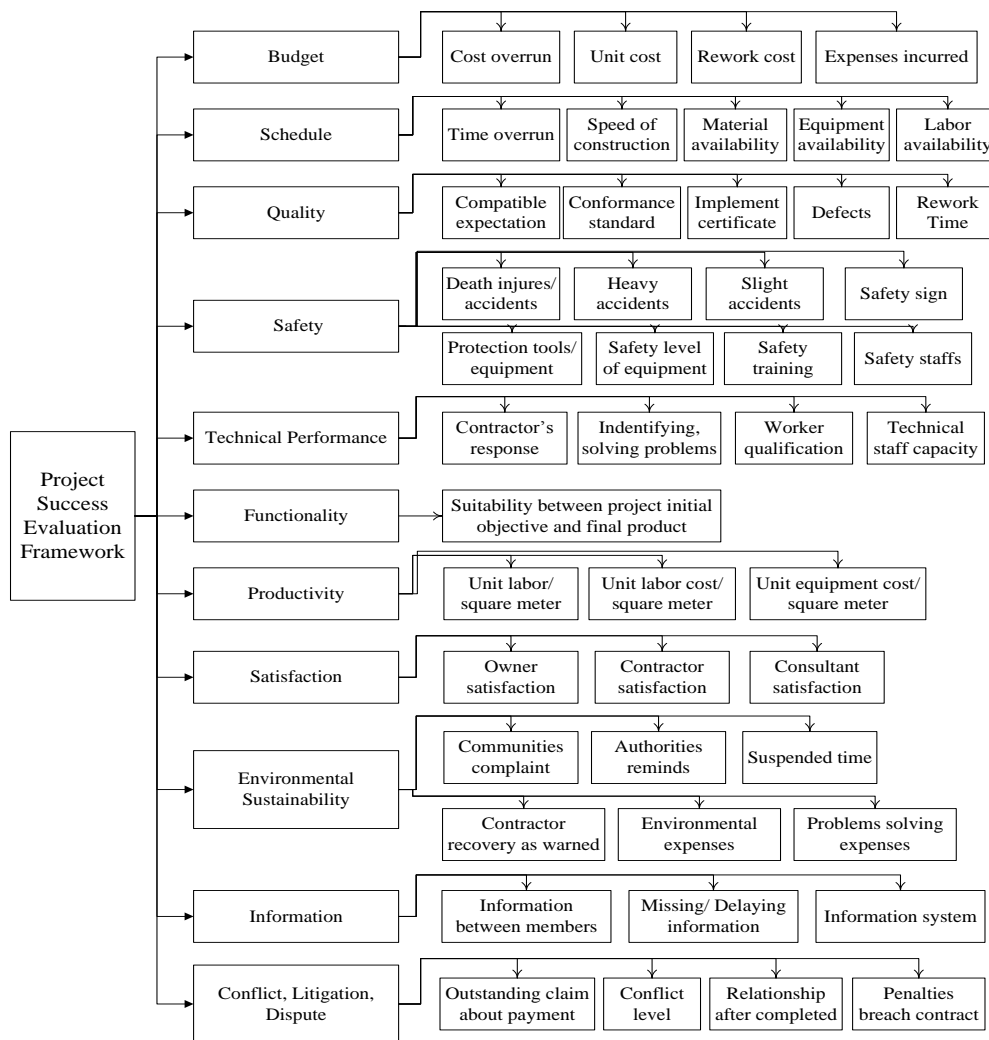 Project
Success
Evaluation
Framework
Budget
Cost overrun
Unit cost
Rework cost
Expenses incurred
Schedule
Time overrun
Speed of
construction
Material
availability
Equipment
availability
Labor
availability
Quality
Compatible
expectation
Conformance
standard
Implement
certificate
Defects
Rework
Time
Safety
Death injures/
accidents
Heavy
accidents
Slight
accidents
Safety sign
Protection tools/
equipment
Safety level
of equipment
Safety
training
Safety staffs
Technical Performance
Contractor's
response
Indentifying,
solving problems
Worker
qualification
Technical
staff capacity
Functionality
Suitability between project initial
objective and final product
Productivity
Unit labor/
square meter
Unit labor cost/
square meter
Unit equipment cost/
square meter
Satisfaction
Owner
satisfaction
Contractor
satisfaction
Consultant
satisfaction
Environmental
Sustainability
Communities
complaint
Authorities
reminds
Suspended time
Contractor
recovery as warned
Environmental
expenses
Problems solving
expenses
Information
Information
between members
Missing/ Delaying
information
Information system
Conflict, Litigation,
Dispute
Outstanding claim
about payment
Conflict
level
Relationship
after completed
Penalties
breach contract